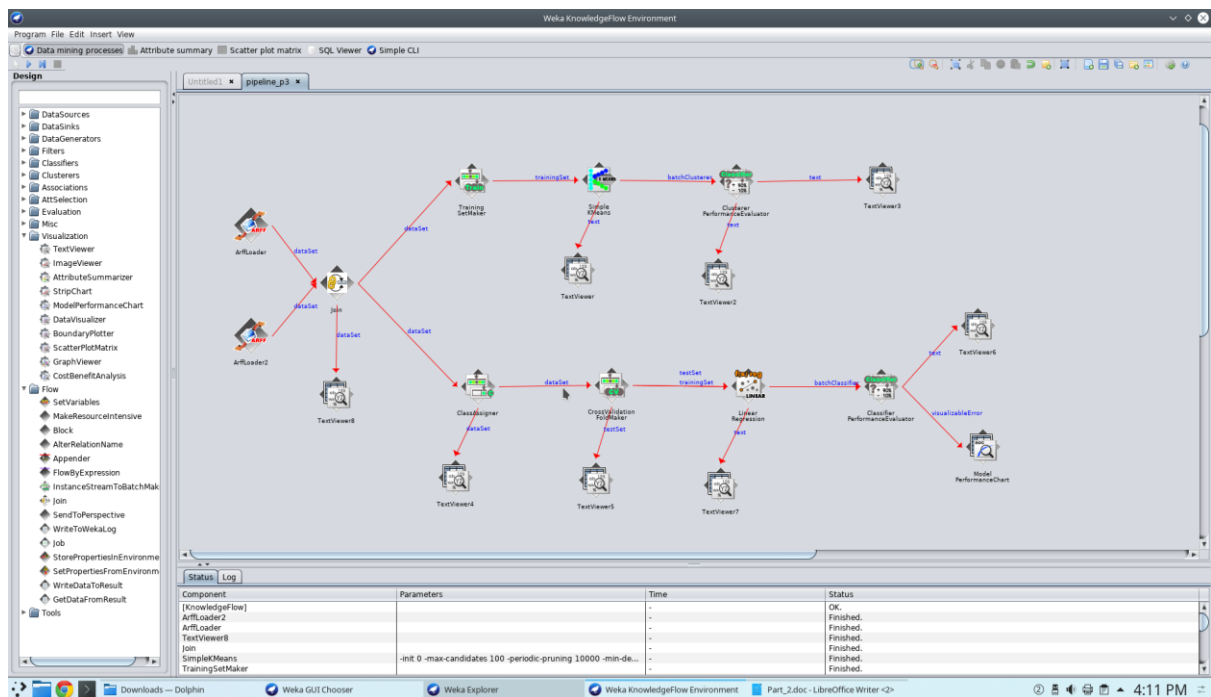 Weka KnowledgeFlow Environment
Program File Edit Insert View
Data mining processes Attribute summary Scatter plot matrix SQL Viewer Simple CLI
Design
Untitled1 pipeline_p3
DataSources
DataSinks
DataGenerators
Filters
Classifiers
Clusterers
Associations
AttSelection
Evaluation
Misc
Visualization
TextViewer
ImageViewer
AttributeSummarizer
StripChart
ModelPerformanceChart
DataVisualizer
BoundaryPlotter
ScatterPlotMatrix
GraphViewer
CostBenefitAnalysis
Flow
SetVariables
MakeResourceIntensive
Block
AlterRelationName
Appender
FlowByExpression
InstanceStreamToBatchMak
Join
SendToPerspective
WriteToWekaLog
Job
StorePropertiesInEnvironme
SetPropertiesFromEnvironm
WriteDataToResult
GetDataFromResult
Tools
trainingSet
batchClusterer
text
Training
SetMaker
Simple
KMeans
Clusterer
PerformanceEvaluator
TextViewer3
text
text
dataSet
ArffLoader
dataSet
TextViewer
TextViewer2
Join
dataSet
dataSet
dataSet
ArffLoader2
dataSet
text
TextViewer6
dataSet
testSet
trainingSet
batchClassifier
ClassAssigner
CrossValidation
FoldMaker
Linear
Regression
Classifier
PerformanceEvaluator
visualizableError
TextViewer8
dataSet
testSet
text
Model
PerformanceChart
TextViewer4
TextViewer5
TextViewer7
Status Log
Component Parameters Time Status
[KnowledgeFlow] - OK.
ArffLoader2 - Finished.
ArffLoader - Finished.
TextViewer8 - Finished.
Join - Finished.
SimpleKMeans -init 0 -max-candidates 100 -periodic-pruning 10000 -min-de... - Finished.
TrainingSetMaker - Finished.
Downloads — Dolphin Weka GUI Chooser Weka Explorer Weka KnowledgeFlow Environment Part_2.doc - LibreOffice Writer <2> 4:11 PM